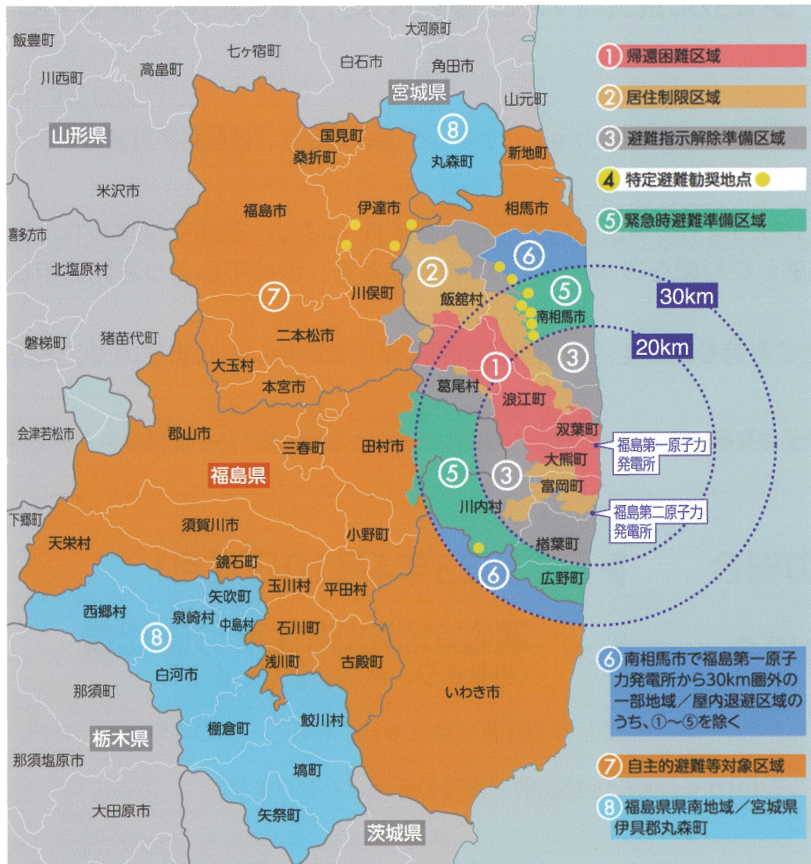 飯豊町
川西町
高畠町
七ヶ宿町
白石市
大河原町
角田市
山元町
宮城県
山形県
米沢市
喜多方市
北塩原村
磐梯町
猪苗代町
会津若松市
下郷町
国見町
桑折町
⑧
丸森町
新地町
相馬市
福島市
伊達市
⑦
川俣町
二本松市
大玉村
本宮市
②
飯舘村
⑥
⑤
南相馬市
③
30km
20km
①
葛尾村
浪江町
双葉町
大熊町
富岡町
③
⑤
川内村
楢葉町
⑥
広野町
福島第一原子力
発電所
福島第二原子力
発電所
郡山市
三春町
田村市
福島県
須賀川市
小野町
天栄村
鏡石町
玉川村
平田村
矢吹町
西郷村
泉崎村
中島村
石川町
⑧
白河市
浅川町
古殿町
いわき市
那須町
棚倉町
鮫川村
栃木県
塙町
那須塩原市
矢祭町
大田原市
茨城県
① 帰還困難区域
② 居住制限区域
③ 避難指示解除準備区域
④ 特定避難勧奨地点
⑤ 緊急時避難準備区域
⑥ 南相馬市で福島第一原子
力発電所から30km圏外の
一部地域／屋内退避区域の
うち、①～⑤を除く
⑦ 自主的避難等対象区域
⑧ 福島県県南地域／宮城県
伊具郡丸森町